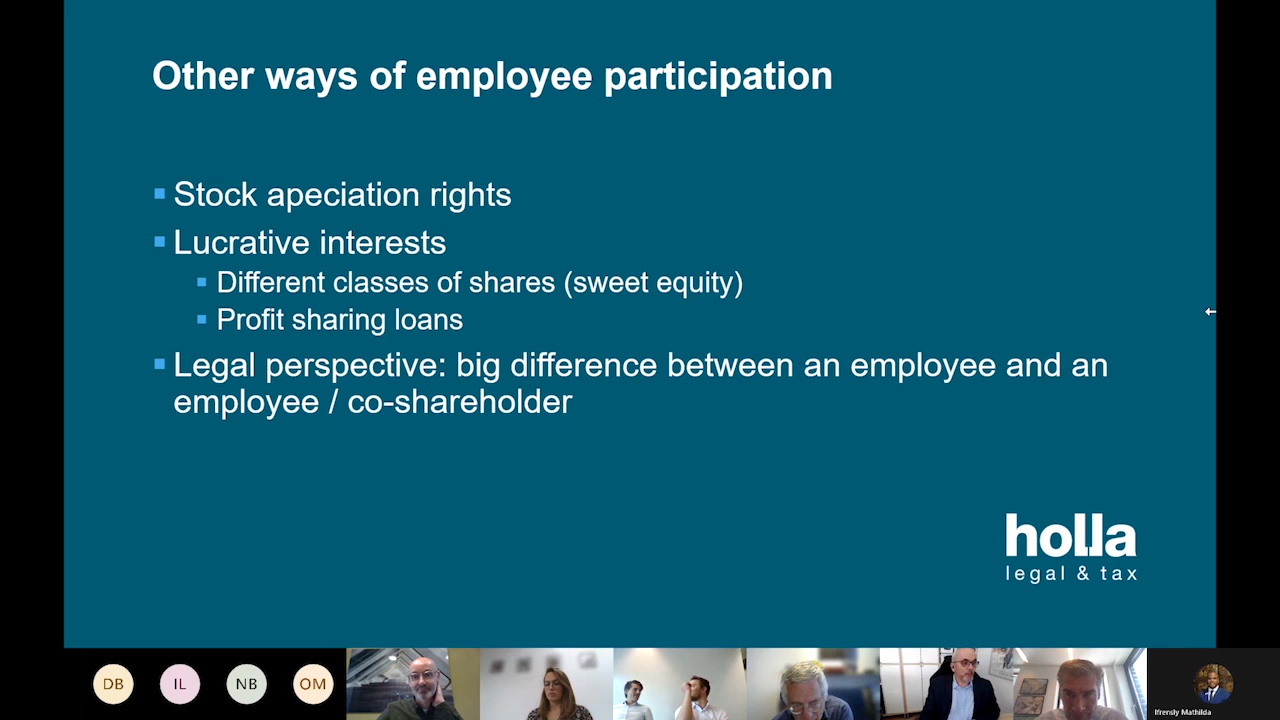 Other ways of employee participation
Stock apeciation rights
Lucrative interests
Different classes of shares (sweet equity)
Profit sharing loans
Legal perspective: big difference between an employee and an
employee / co-shareholder
holla
legal & tax
DB
IL
NB
OM
Ifrensly Mathilda